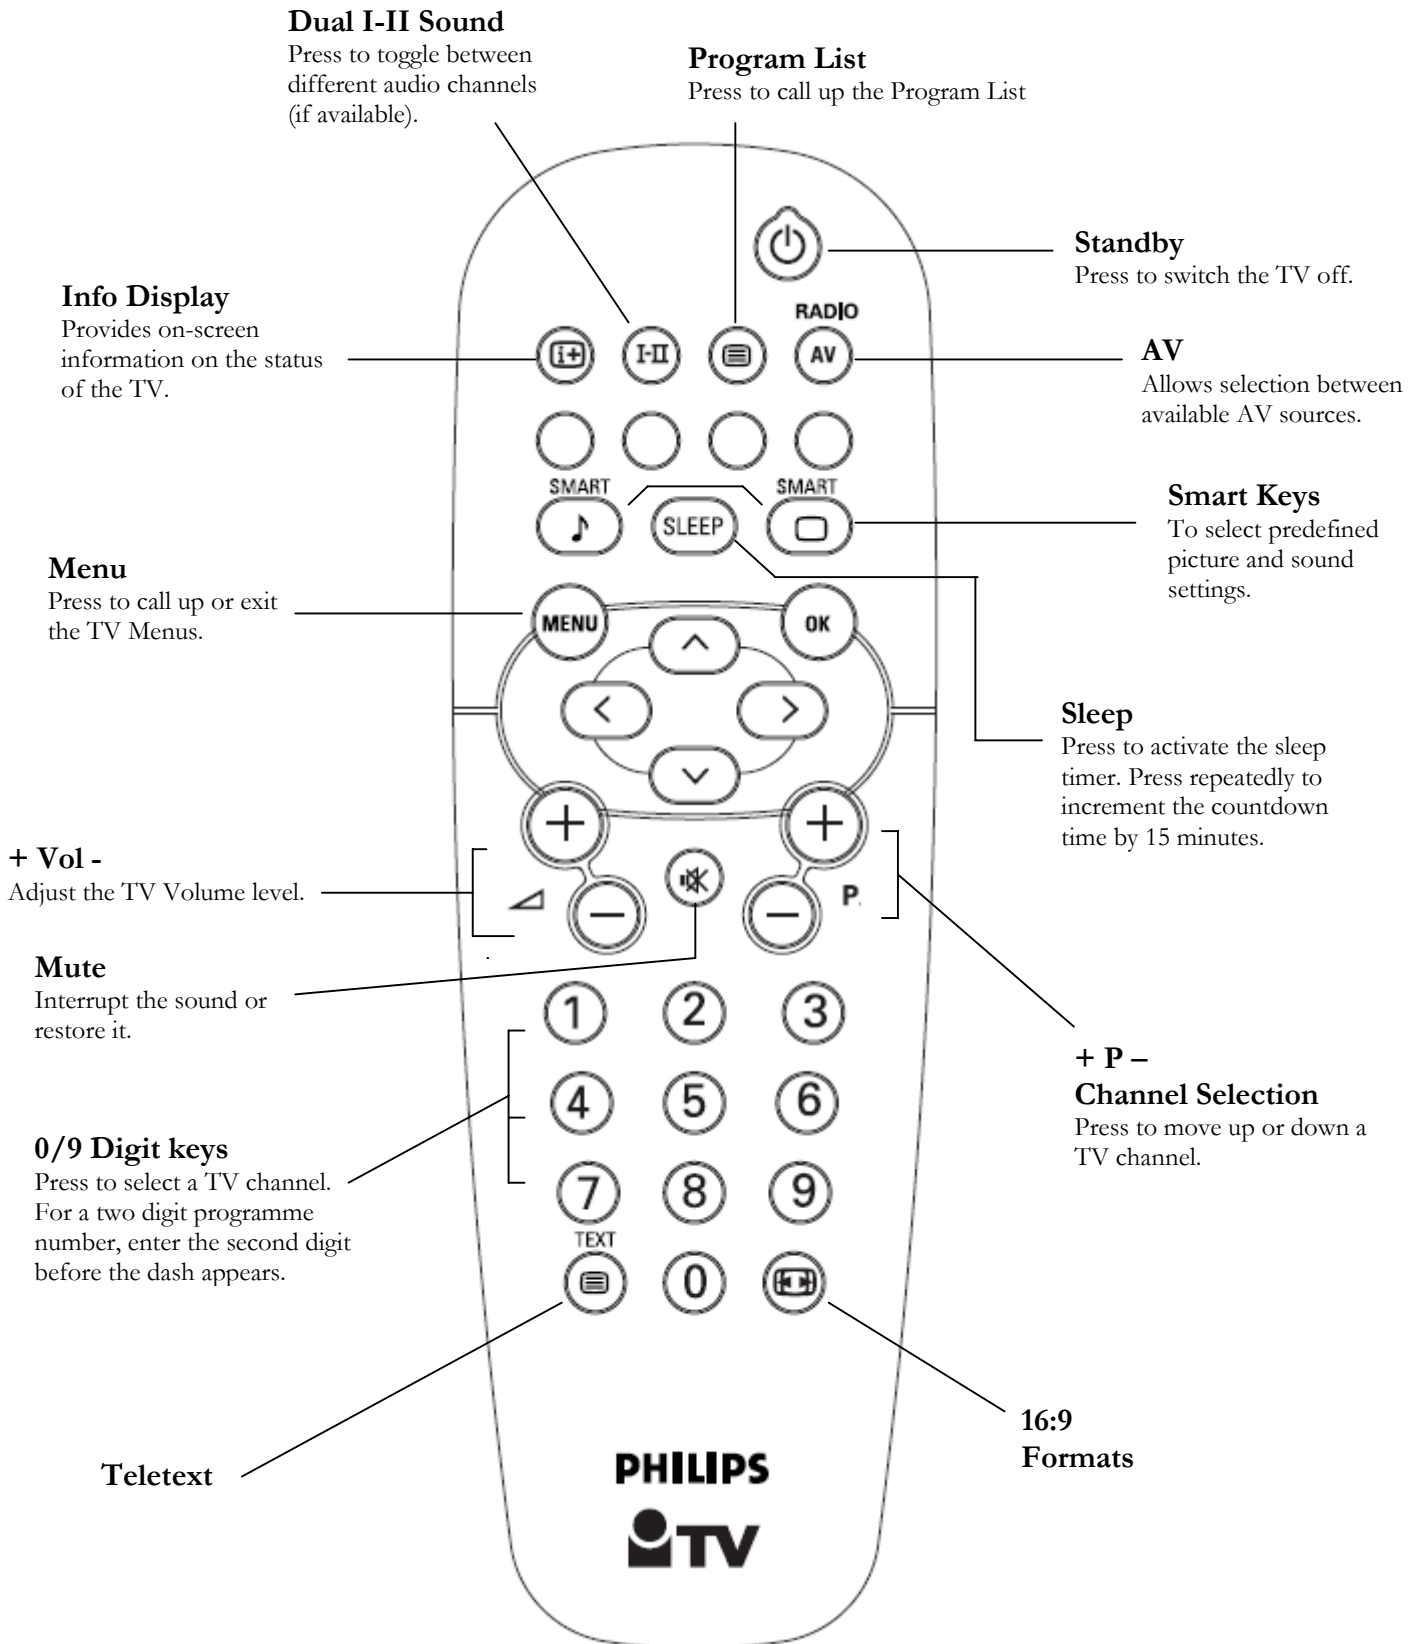 Dual I-II Sound
Press to toggle between
different audio channels
(if available).
Program List
Press to call up the Program List
Standby
Press to switch the TV off.
Info Display
Provides on-screen
information on the status
of the TV.
RADIO
i+
I-II
AV
AV
Allows selection between
available AV sources.
SMART
SMART
SLEEP
Smart Keys
To select predefined
picture and sound
settings.
Menu
Press to call up or exit
the TV Menus.
MENU
OK
Sleep
Press to activate the sleep
timer. Press repeatedly to
increment the countdown
time by 15 minutes.
+ Vol -
Adjust the TV Volume level.
+
+
-
-
P.
Mute
Interrupt the sound or
restore it.
1 2 3
+ P –
Channel Selection
Press to move up or down a
TV channel.
4 5 6
0/9 Digit keys
Press to select a TV channel.
For a two digit programme
number, enter the second digit
before the dash appears.
7 8 9
TEXT
0
16:9
Formats
Teletext
PHILIPS
TV